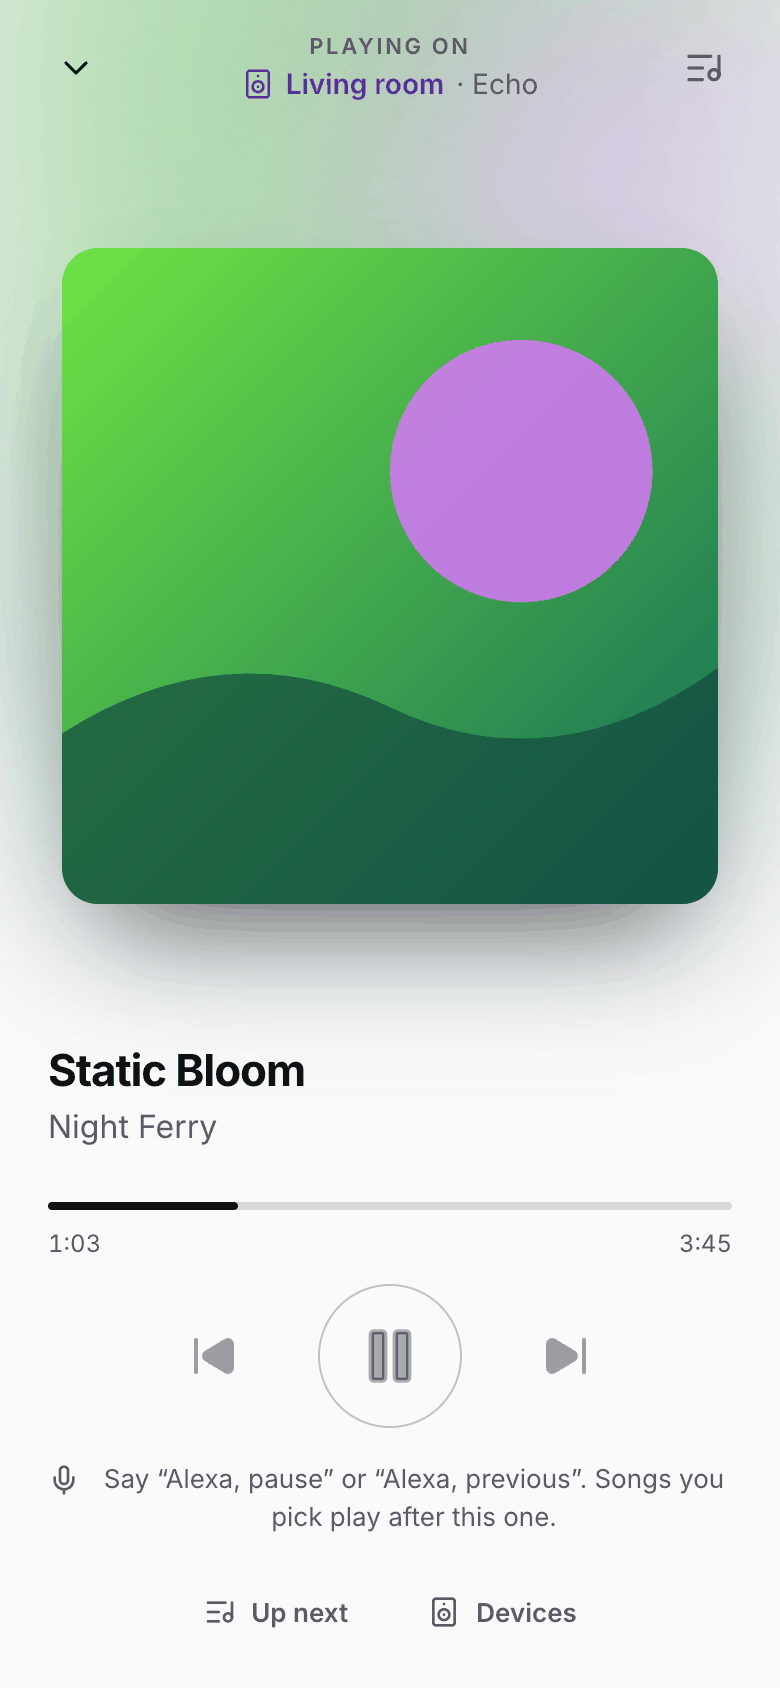 PLAYING ON
Living room · Echo
Static Bloom
Night Ferry
1:03
3:45
Say “Alexa, pause” or “Alexa, previous”. Songs you
pick play after this one.
Up next
Devices